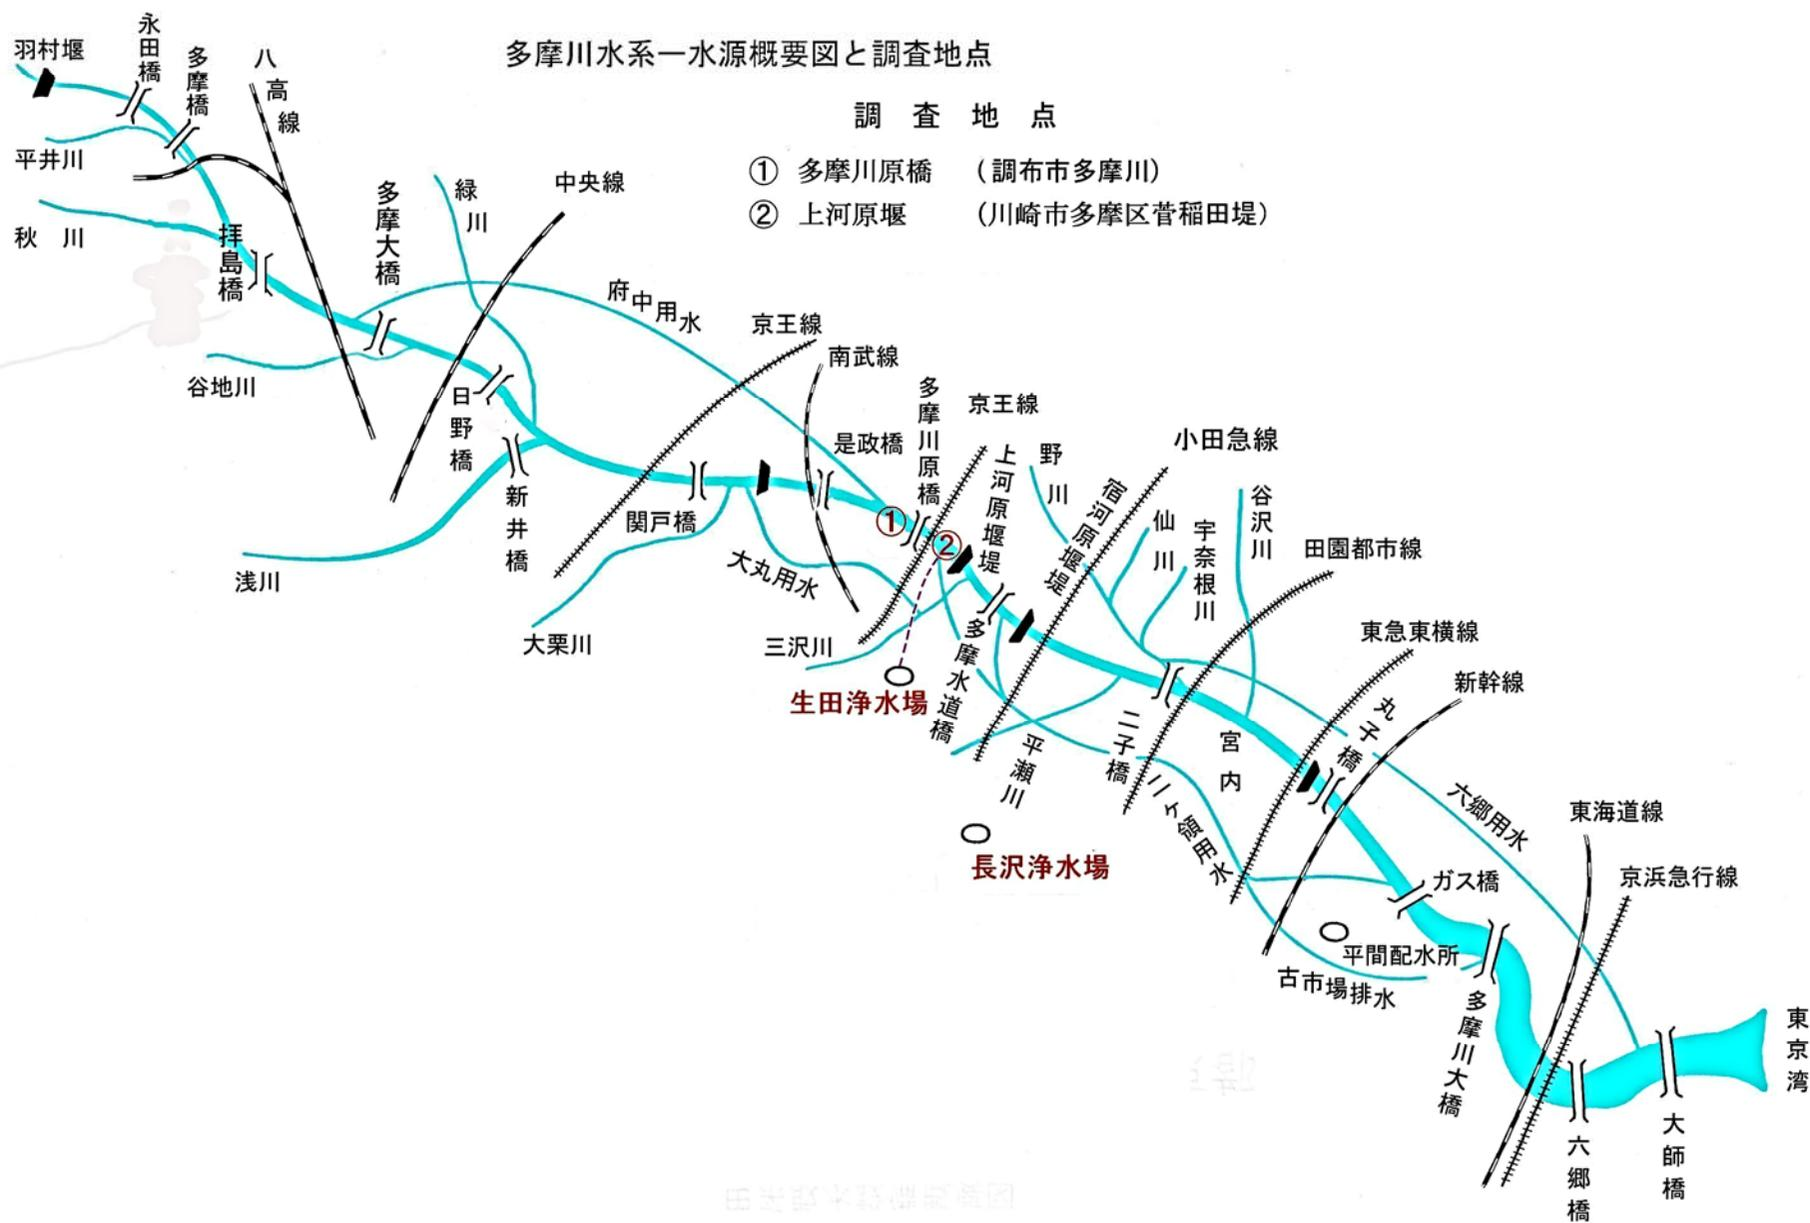 多摩川水系一水源概要図と調査地点
調査地点
① 多摩川原橋 （調布市多摩川）
② 上河原堰 （川崎市多摩区菅稲田堤）
羽村堰
永田橋
多摩橋
八高線
平井川
秋川
拝島橋
多摩大橋
緑川
中央線
谷地川
府中用水
京王線
南武線
日野橋
新井橋
浅川
是政橋
多摩川原橋
京王線
上河原堰堤
野川
宿河原堰堤
小田急線
仙川
宇奈根川
谷沢川
田園都市線
関戸橋
①
②
大丸用水
大栗川
三沢川
生田浄水場
多摩水道橋
東急東横線
新幹線
丸子橋
平瀬川
二子橋
宮内
二ヶ領用水
六郷用水
東海道線
長沢浄水場
ガス橋
京浜急行線
平間配水所
古市場排水
多摩川大橋
東京湾
六郷橋
大師橋